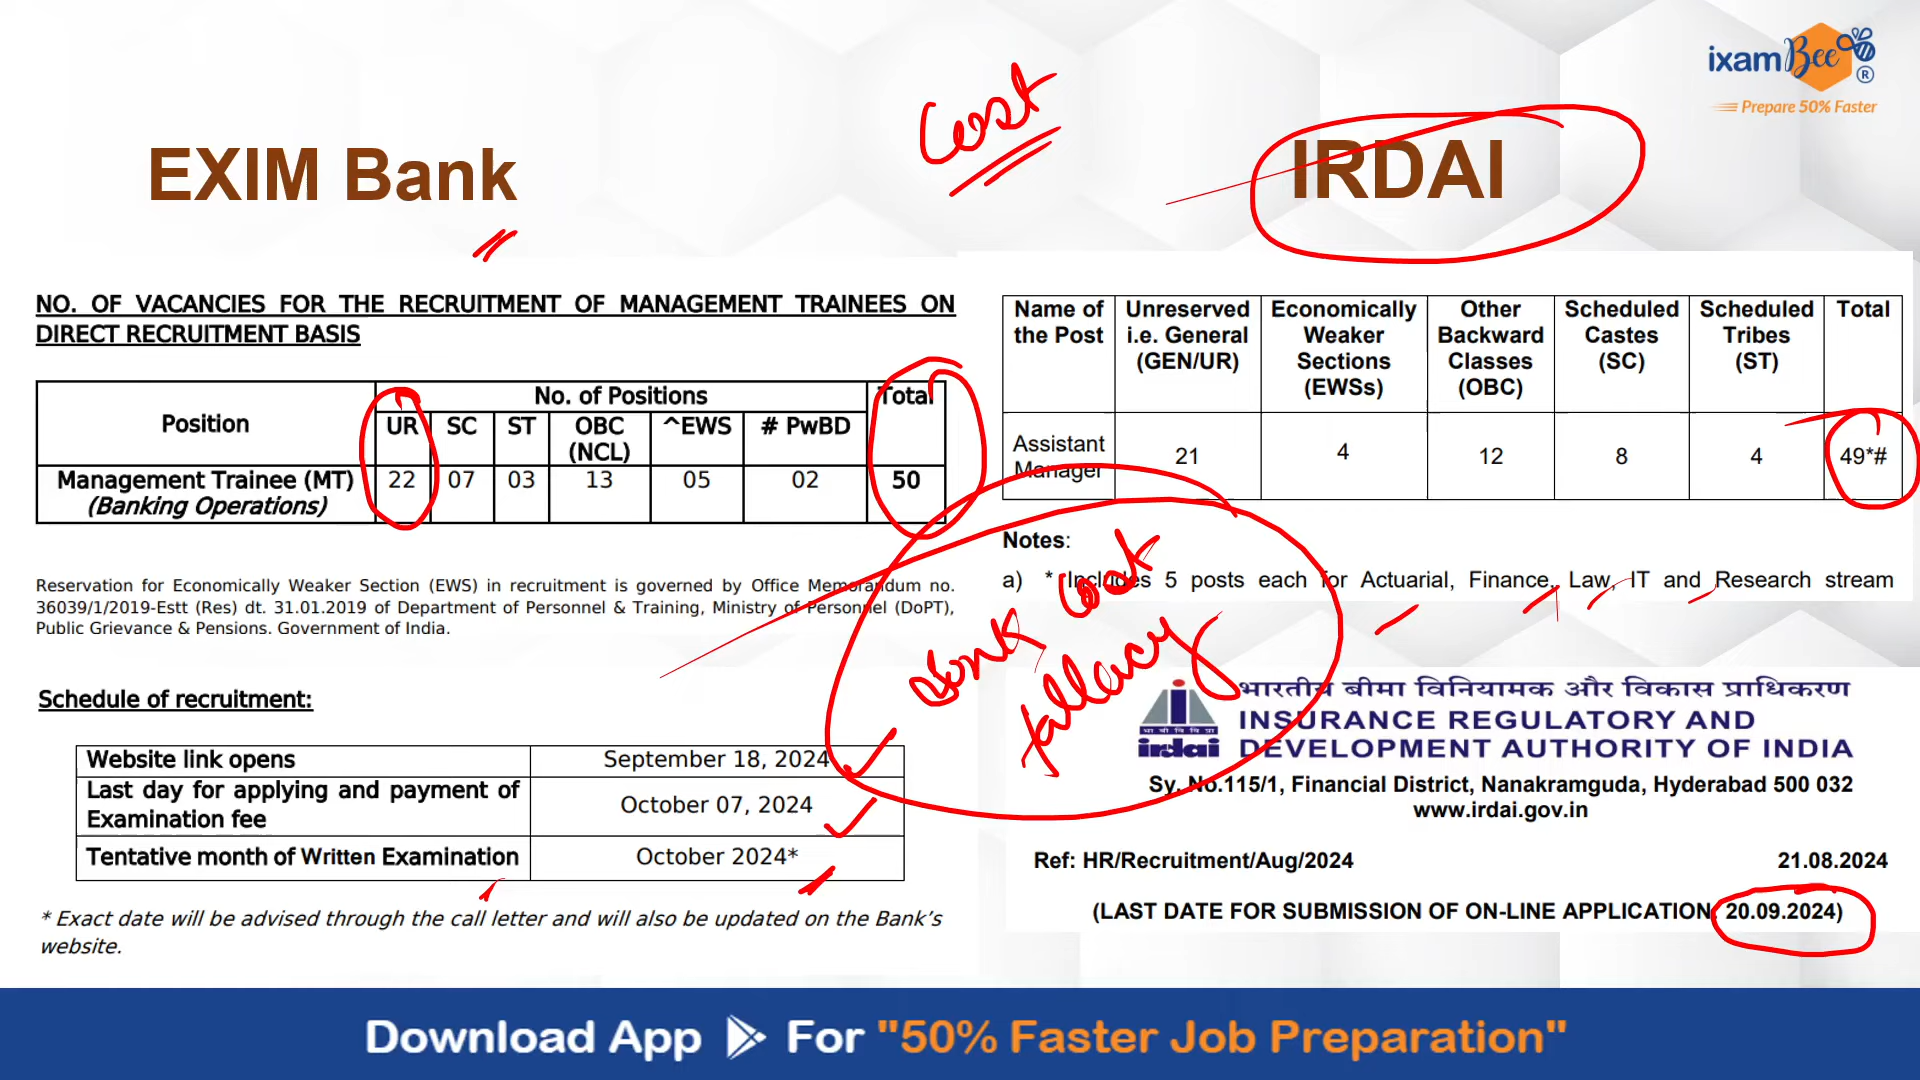 ixamBee®
Prepare 50% Faster
Cost
EXIM Bank
IRDAI
NO. OF VACANCIES FOR THE RECRUITMENT OF MANAGEMENT TRAINEES ON
DIRECT RECRUITMENT BASIS
Position
No. of Positions
Total
UR SC ST OBC (NCL) ^EWS # PwBD
Management Trainee (MT)
(Banking Operations)
22 07 03 13 05 02 50
Reservation for Economically Weaker Section (EWS) in recruitment is governed by Office Memorandum no.
36039/1/2019-Estt (Res) dt. 31.01.2019 of Department of Personnel & Training, Ministry of Personnel (DoPT),
Public Grievance & Pensions. Government of India.
Schedule of recruitment:
Website link opens September 18, 2024
Last day for applying and payment of
Examination fee October 07, 2024
Tentative month of Written Examination October 2024*
* Exact date will be advised through the call letter and will also be updated on the Bank's
website.
Name of Unreserved Economically Other Scheduled Scheduled Total
the Post i.e. General Weaker Backward Castes Tribes
(GEN/UR) Sections Classes (SC) (ST)
(EWSs) (OBC)
Assistant
Manager 21 4 12 8 4 49*#
Notes:
a) * Includes 5 posts each for Actuarial, Finance, Law, IT and Research stream
Sunk Cost
fallacy
भारतीय बीमा विनियामक और विकास प्राधिकरण
INSURANCE REGULATORY AND
DEVELOPMENT AUTHORITY OF INDIA
irdai
Sy. No.115/1, Financial District, Nanakramguda, Hyderabad 500 032
www.irdai.gov.in
Ref: HR/Recruitment/Aug/2024 21.08.2024
(LAST DATE FOR SUBMISSION OF ON-LINE APPLICATION: 20.09.2024)
Download App For "50% Faster Job Preparation"